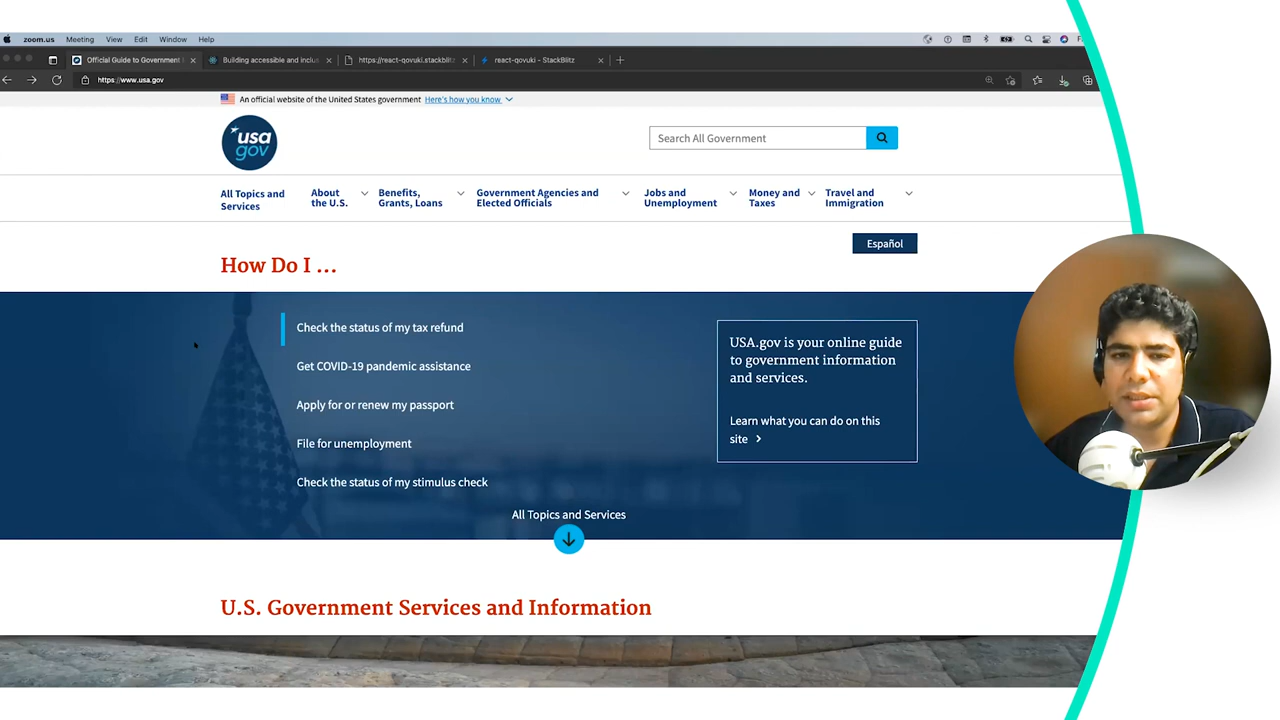 zoom.us Meeting View Edit Window Help
Official Guide to Government
Building accessible and inclus
https://react-govuki.stackblitz
react-govuki - StackBlitz
https://www.usa.gov
An official website of the United States government Here's how you know
usa
gov
Search All Government
All Topics and
Services
About
the U.S.
Benefits,
Grants, Loans
Government Agencies and
Elected Officials
Jobs and
Unemployment
Money and
Taxes
Travel and
Immigration
Español
How Do I ...
Check the status of my tax refund
Get COVID-19 pandemic assistance
Apply for or renew my passport
File for unemployment
Check the status of my stimulus check
USA.gov is your online guide
to government information
and services.
Learn what you can do on this
site
All Topics and Services
U.S. Government Services and Information